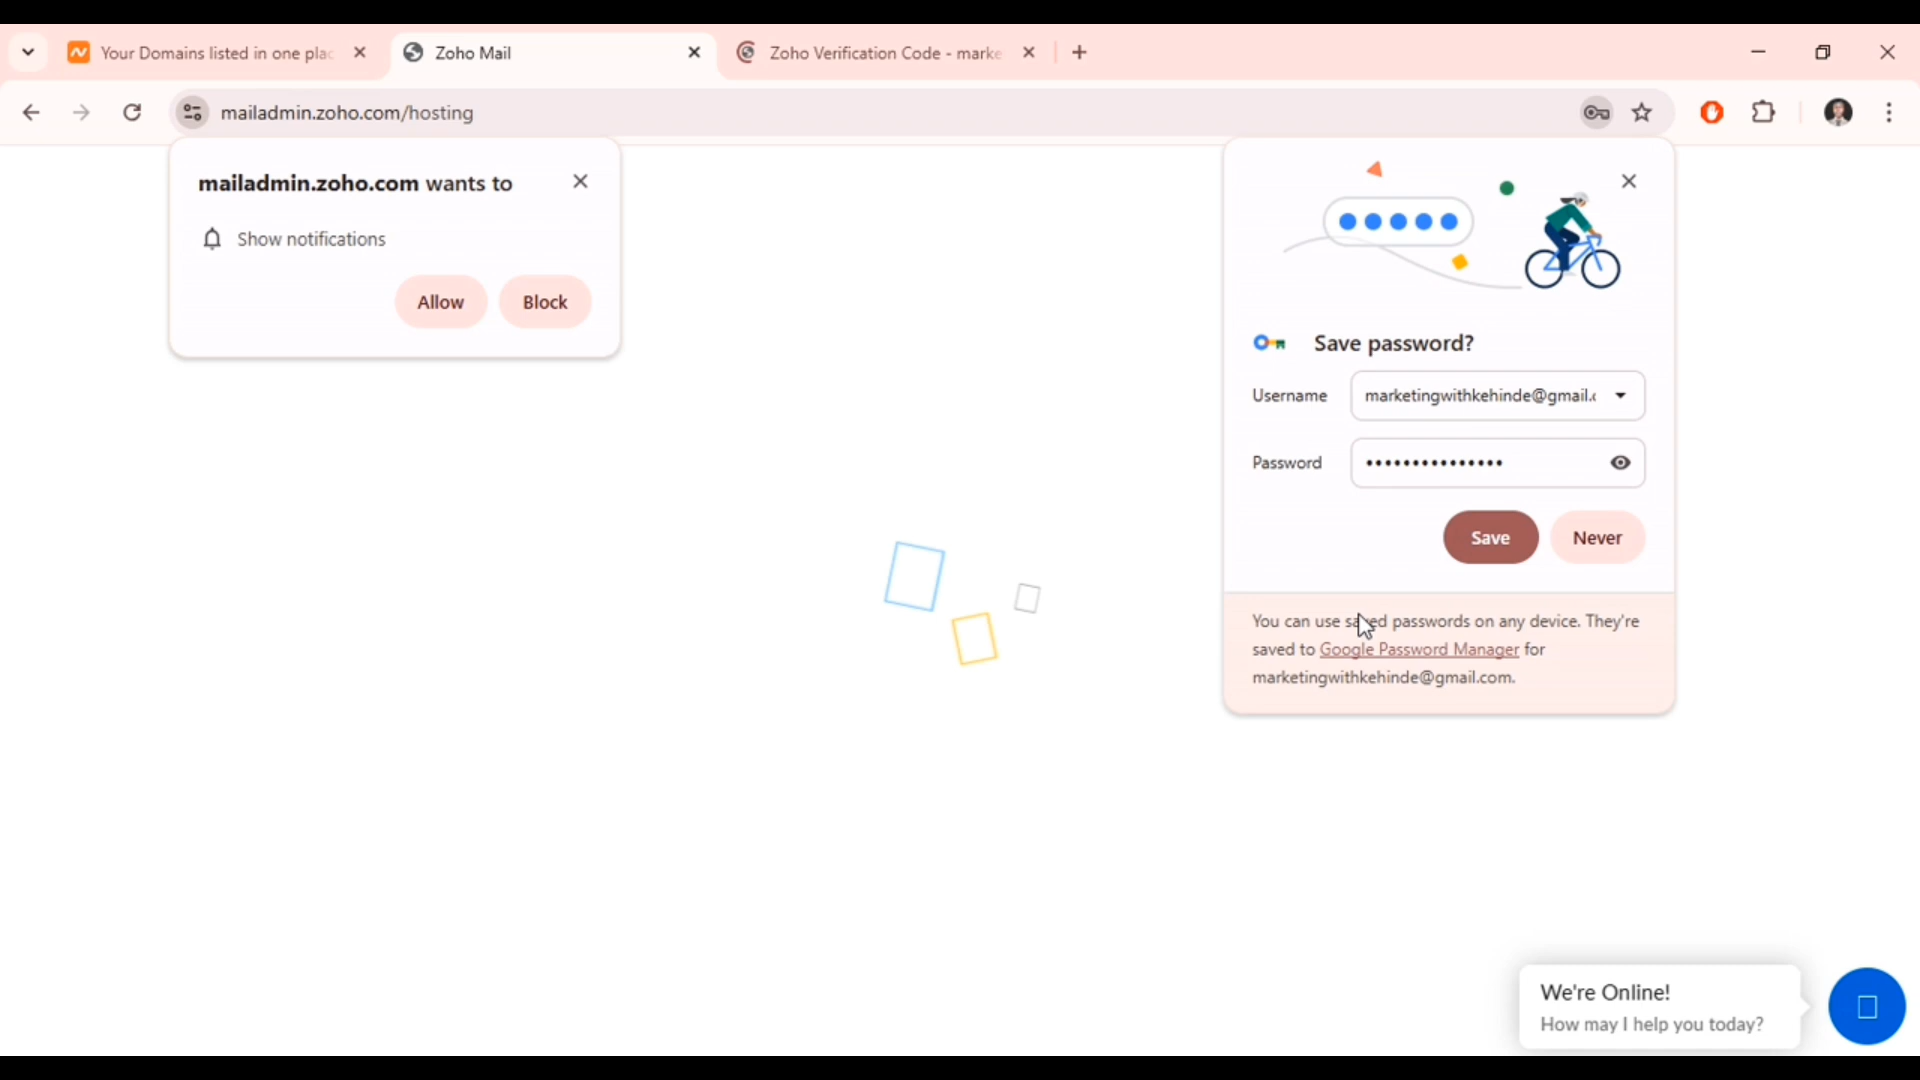 Your Domains listed in one plac
Zoho Mail
Zoho Verification Code - marke
mailadmin.zoho.com/hosting
mailadmin.zoho.com wants to
Show notifications
Allow
Block
Save password?
Username
marketingwithkehinde@gmail.c
Password
•••••••••••••••
Save
Never
You can use saved passwords on any device. They're
saved to Google Password Manager for
marketingwithkehinde@gmail.com.
We're Online!
How may I help you today?